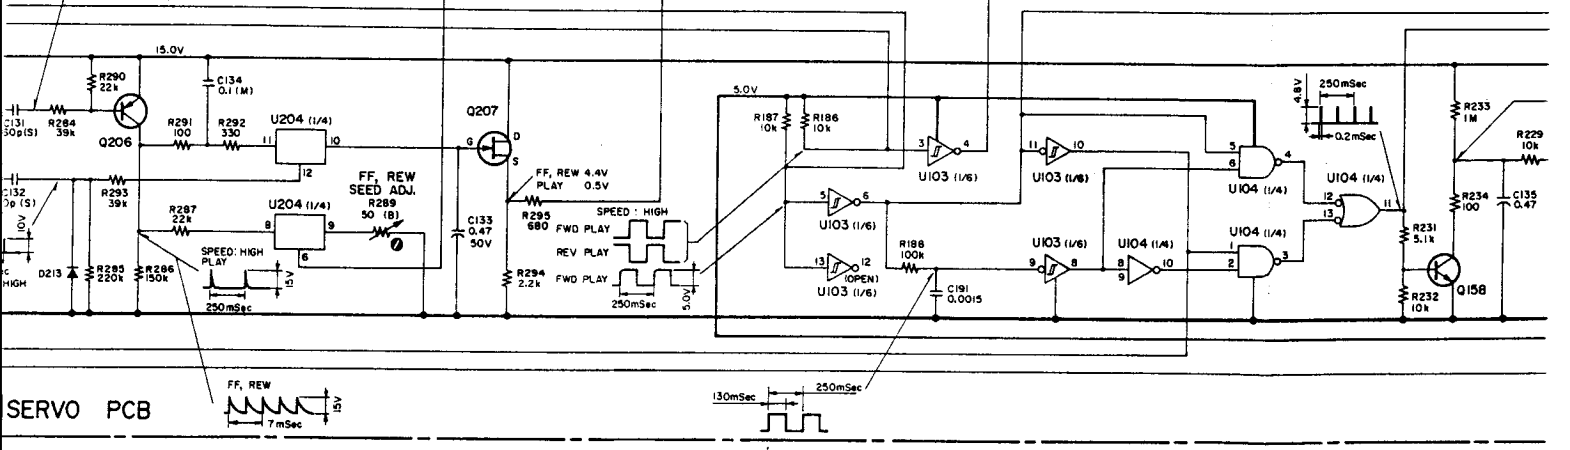 15.0V
R290
22k
C134
0.1 (M)
C131
R284
39k
Q206
R291
100
R292
330
U204 (1/4)
11
10
12
Q207
G
D
S
C132
R293
39k
R287
22k
U204 (1/4)
8
9
6
FF, REW
SEED ADJ.
R289
50 (B)
C133
0.47
50V
FF, REW 4.4V
PLAY 0.5V
R295
680
R294
2.2k
10V
HIGH
D213
R285
220k
R286
150k
SPEED: HIGH
PLAY
15V
250mSec
SPEED : HIGH
FWD PLAY
REV PLAY
FWD PLAY
250mSec
5.0V
5.0V
R187
10k
R186
10k
3
4
U103 (1/6)
5
6
U103 (1/6)
13
12
(OPEN)
U103 (1/6)
R188
100k
C191
0.0015
11
10
U103 (1/6)
U103 (1/6)
9
8
U104 (1/4)
8
9
10
5
6
4
U104 (1/4)
U104 (1/4)
1
2
3
U104 (1/4)
12
13
11
4.8V
250mSec
0.2mSec
R233
1M
R229
10k
R234
100
C135
0.47
R231
5.1k
R232
10k
Q158
FF, REW
15V
7mSec
130mSec
250mSec
SERVO PCB